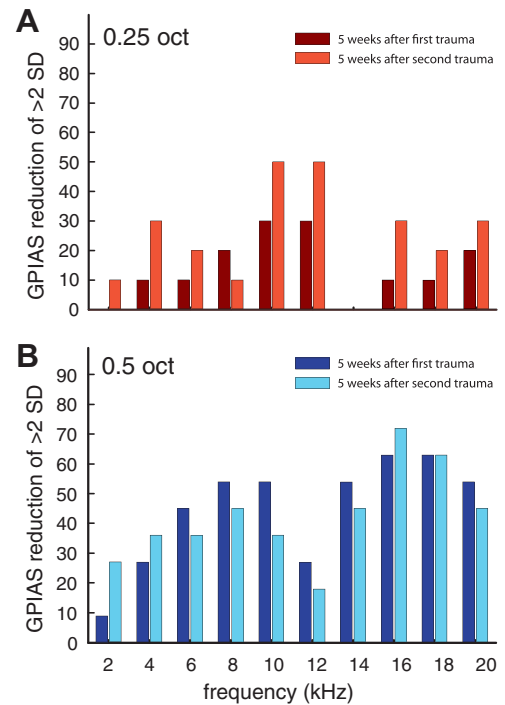 A
0.25 oct
5 weeks after first trauma
5 weeks after second trauma
GPIAS reduction of >2 SD
90
80
70
60
50
40
30
20
10
0
B
0.5 oct
5 weeks after first trauma
5 weeks after second trauma
GPIAS reduction of >2 SD
90
80
70
60
50
40
30
20
10
0
2 4 6 8 10 12 14 16 18 20
frequency (kHz)